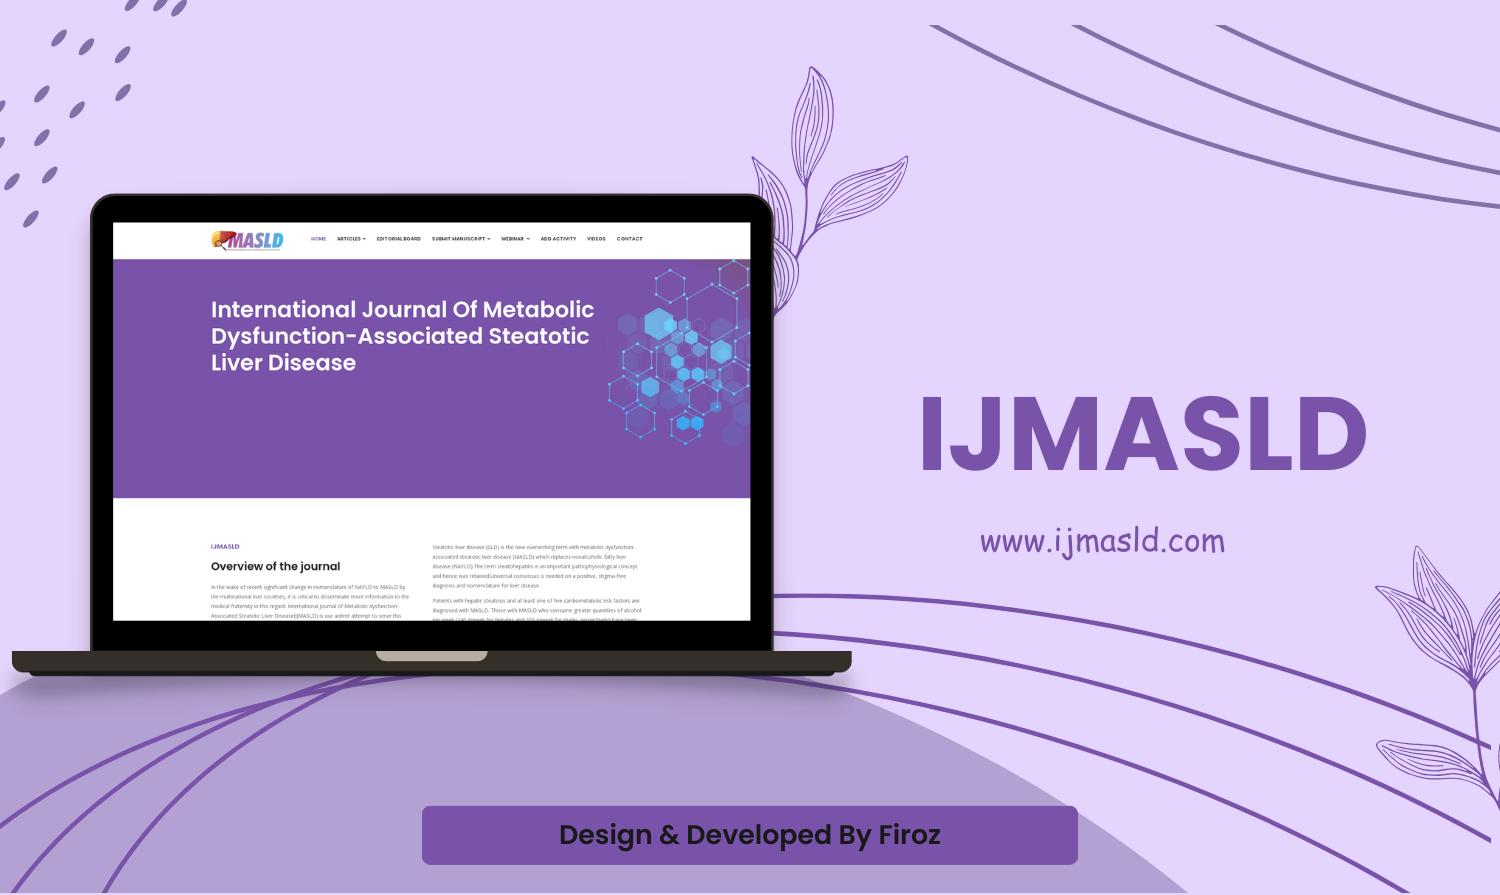 MASLD
HOME ARTICLES EDITORIAL BOARD SUBMIT MANUSCRIPT WEBINAR ADD ACTIVITY VIDEOS CONTACT
International Journal Of Metabolic
Dysfunction-Associated Steatotic
Liver Disease
IJMASLD
Overview of the journal
In the wake of recent significant change in nomenclature of NAFLD to MASLD by
the multinational liver societies, it is critical to disseminate more information to the
medical fraternity in this regard. International Journal of Metabolic dysfunction-
Associated Steatotic Liver Disease(IJMASLD) is our ardent attempt to serve this
Steatotic liver disease (SLD) is the new overarching term with metabolic dysfunction-
associated steatotic liver disease (MASLD) which replaces nonalcoholic fatty liver
disease (NAFLD).The term steatohepatitis is an important pathophysiological concept
and hence was retained.Universal consensus is needed on a positive, stigma-free
diagnosis and nomenclature for liver disease.
Patients with hepatic steatosis and at least one of five cardiometabolic risk factors are
diagnosed with MASLD. Those with MASLD who consume greater quantities of alcohol
IJMASLD
www.ijmasld.com
Design & Developed By Firoz